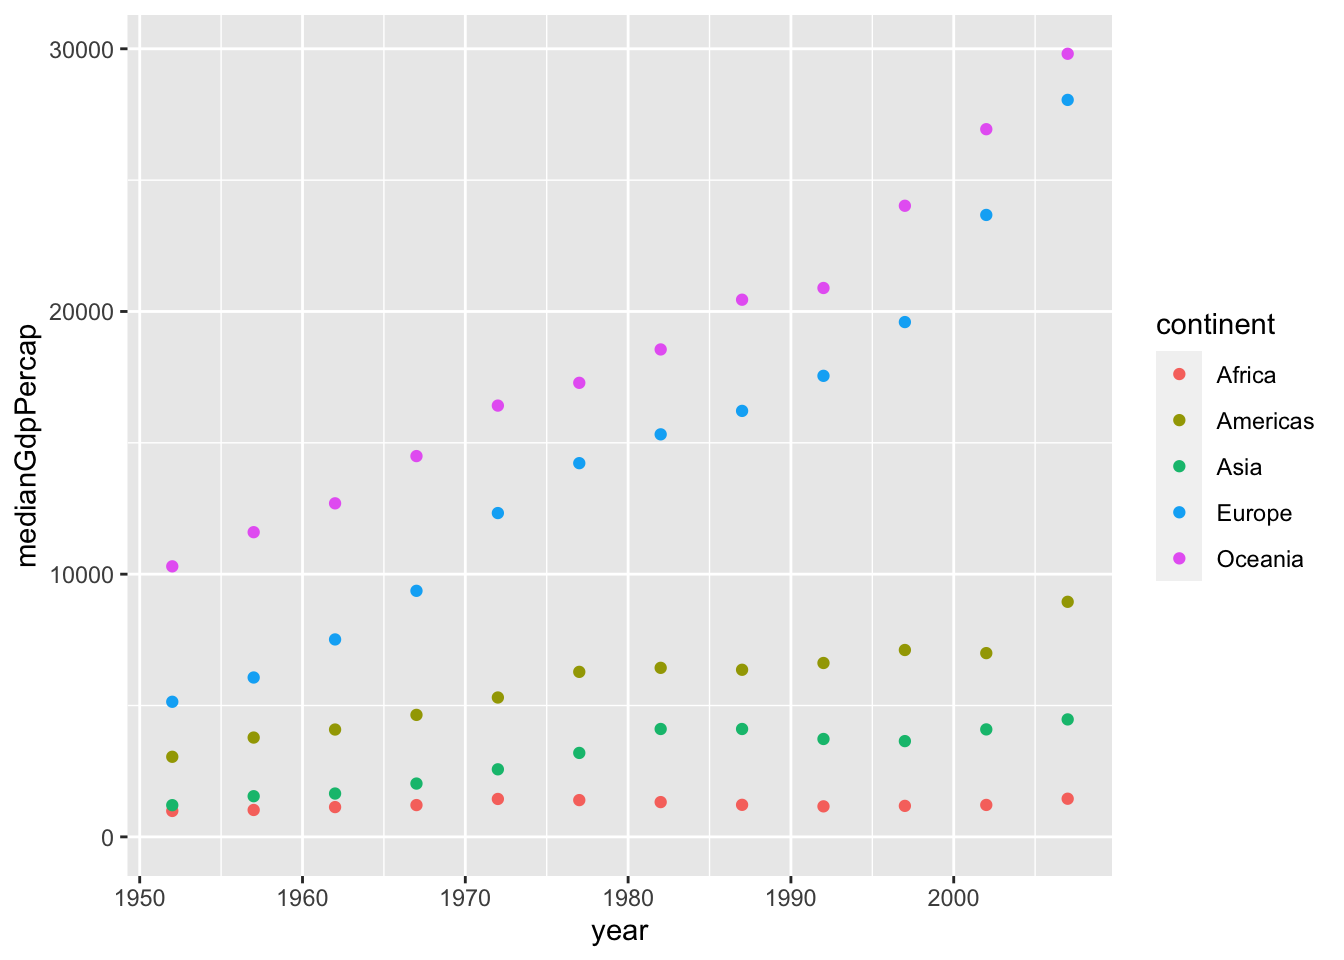 30000
20000
10000
0
medianGdpPercap
1950 1960 1970 1980 1990 2000
year
continent
Africa
Americas
Asia
Europe
Oceania